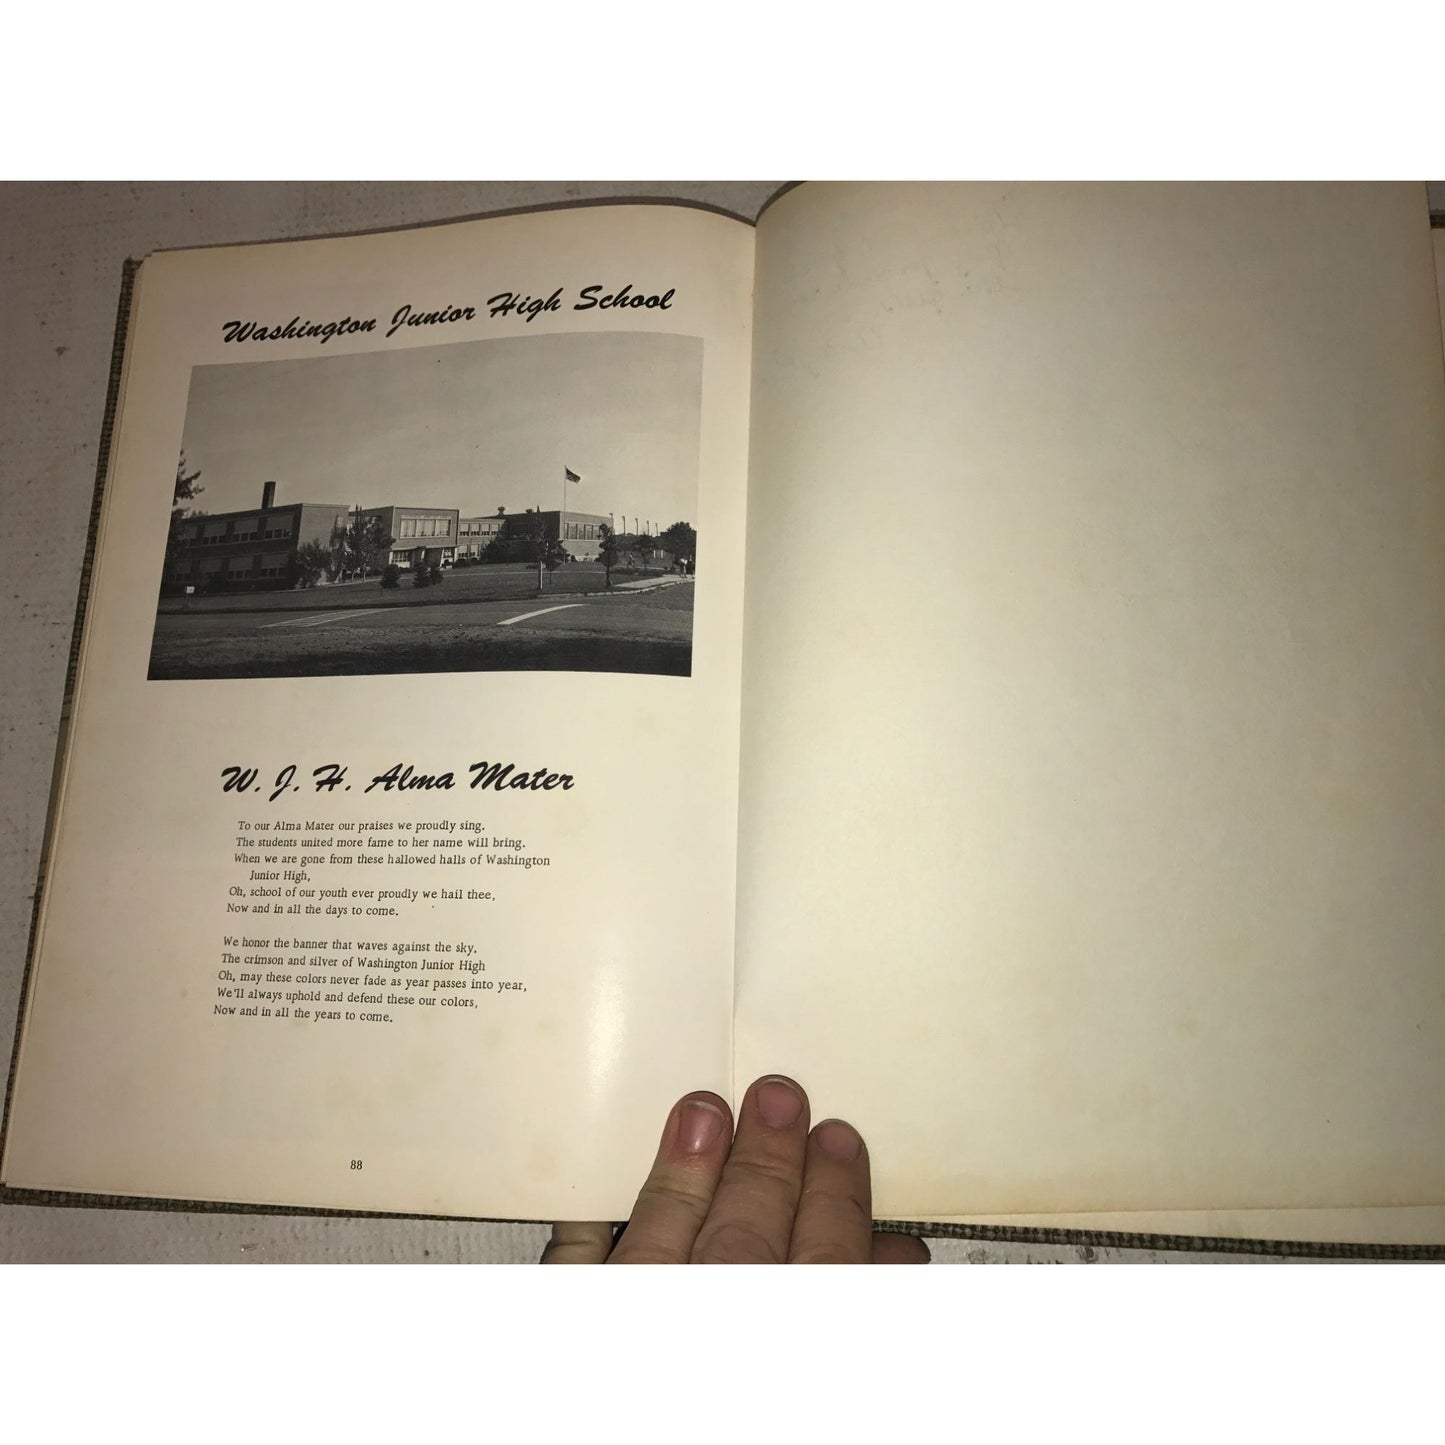 Washington Junior High School
W. J. H. Alma Mater
To our Alma Mater our praises we proudly sing.
The students united more fame to her name will bring.
When we are gone from these hallowed halls of Washington
Junior High,
Oh, school of our youth ever proudly we hail thee,
Now and in all the days to come.
We honor the banner that waves against the sky.
The crimson and silver of Washington Junior High
Oh, may these colors never fade as year passes into year,
We'll always uphold and defend these our colors,
Now and in all the years to come.
88